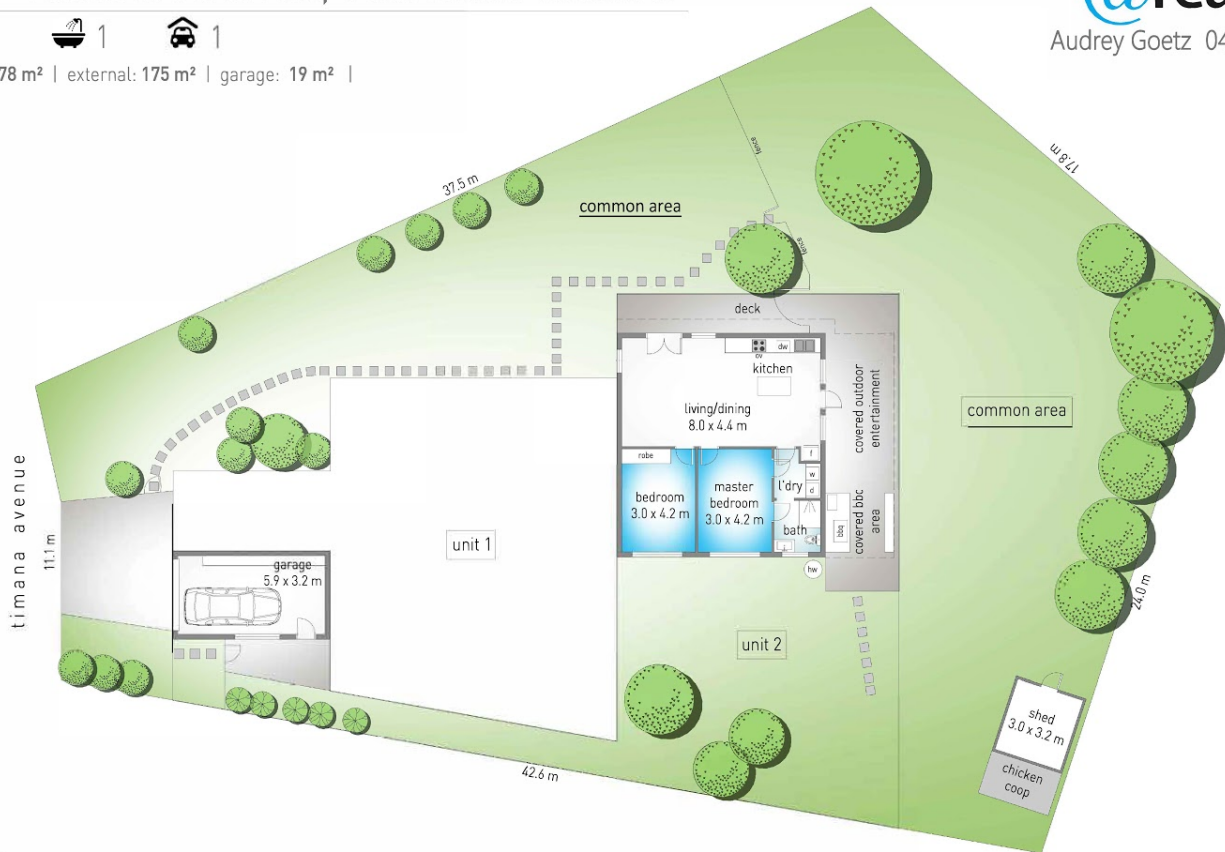 1 1
78 m² | external: 175 m² | garage: 19 m² |
Audrey Goetz 04
37.5 m
common area
fence
fence
17.8 m
deck
dw
ov
kitchen
living/dining
8.0 x 4.4 m
covered outdoor
entertainment
common area
robe
f
w
d
l'dry
bedroom
3.0 x 4.2 m
master
bedroom
3.0 x 4.2 m
bath
bbq
covered bbc
area
hw
timana avenue
11.1 m
unit 1
garage
5.9 x 3.2 m
unit 2
24.0 m
shed
3.0 x 3.2 m
chicken
coop
42.6 m